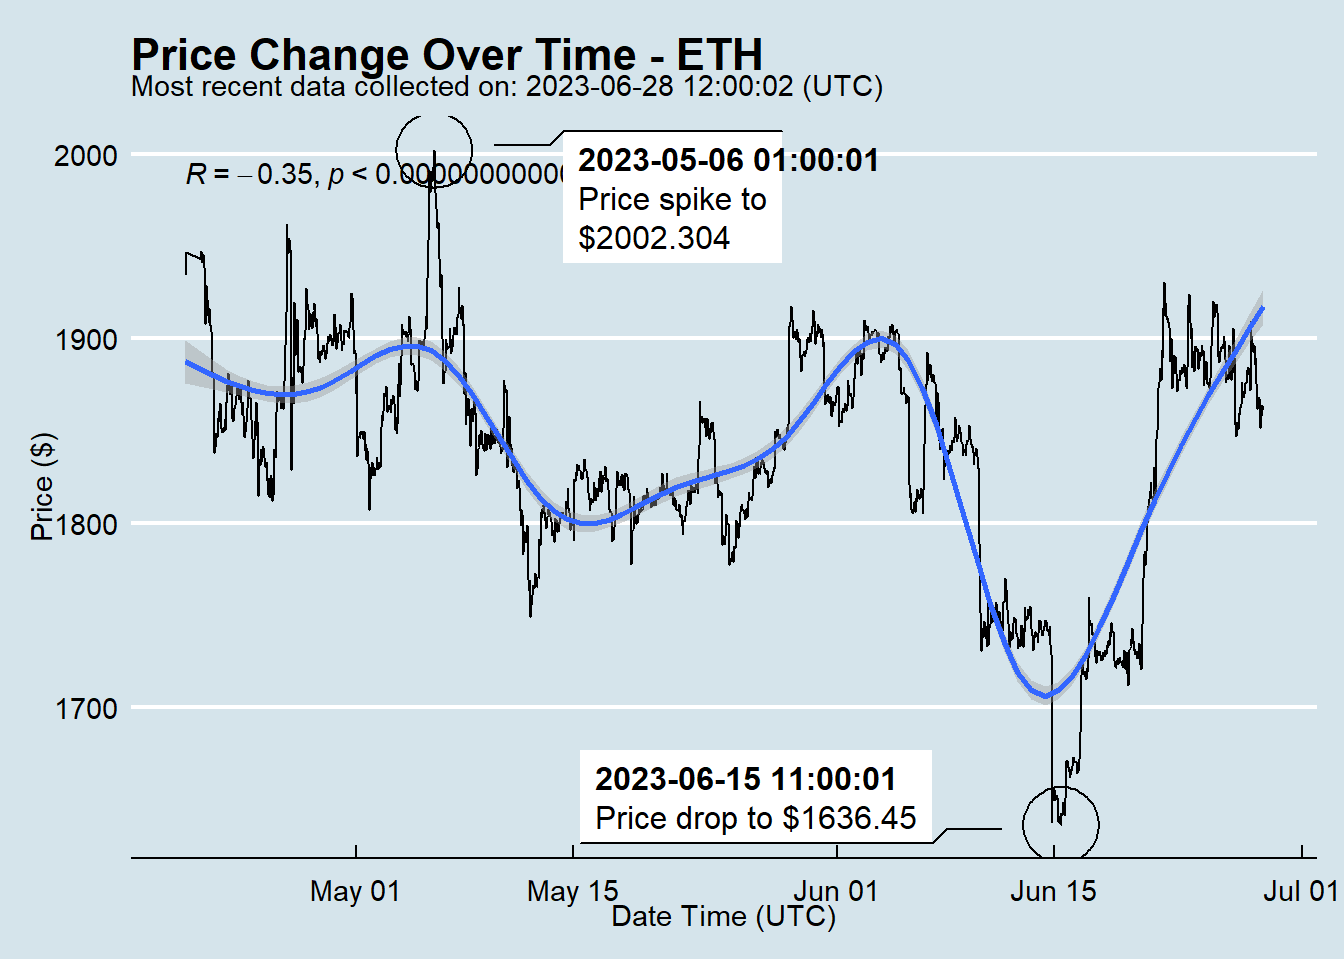 Price Change Over Time - ETH
Most recent data collected on: 2023-06-28 12:00:02 (UTC)
2000
R = −0.35, p < 0.00000000000
2023-05-06 01:00:01
Price spike to
$2002.304
1900
1800
1700
Price ($)
2023-06-15 11:00:01
Price drop to $1636.45
May 01
May 15
Jun 01
Jun 15
Jul 01
Date Time (UTC)